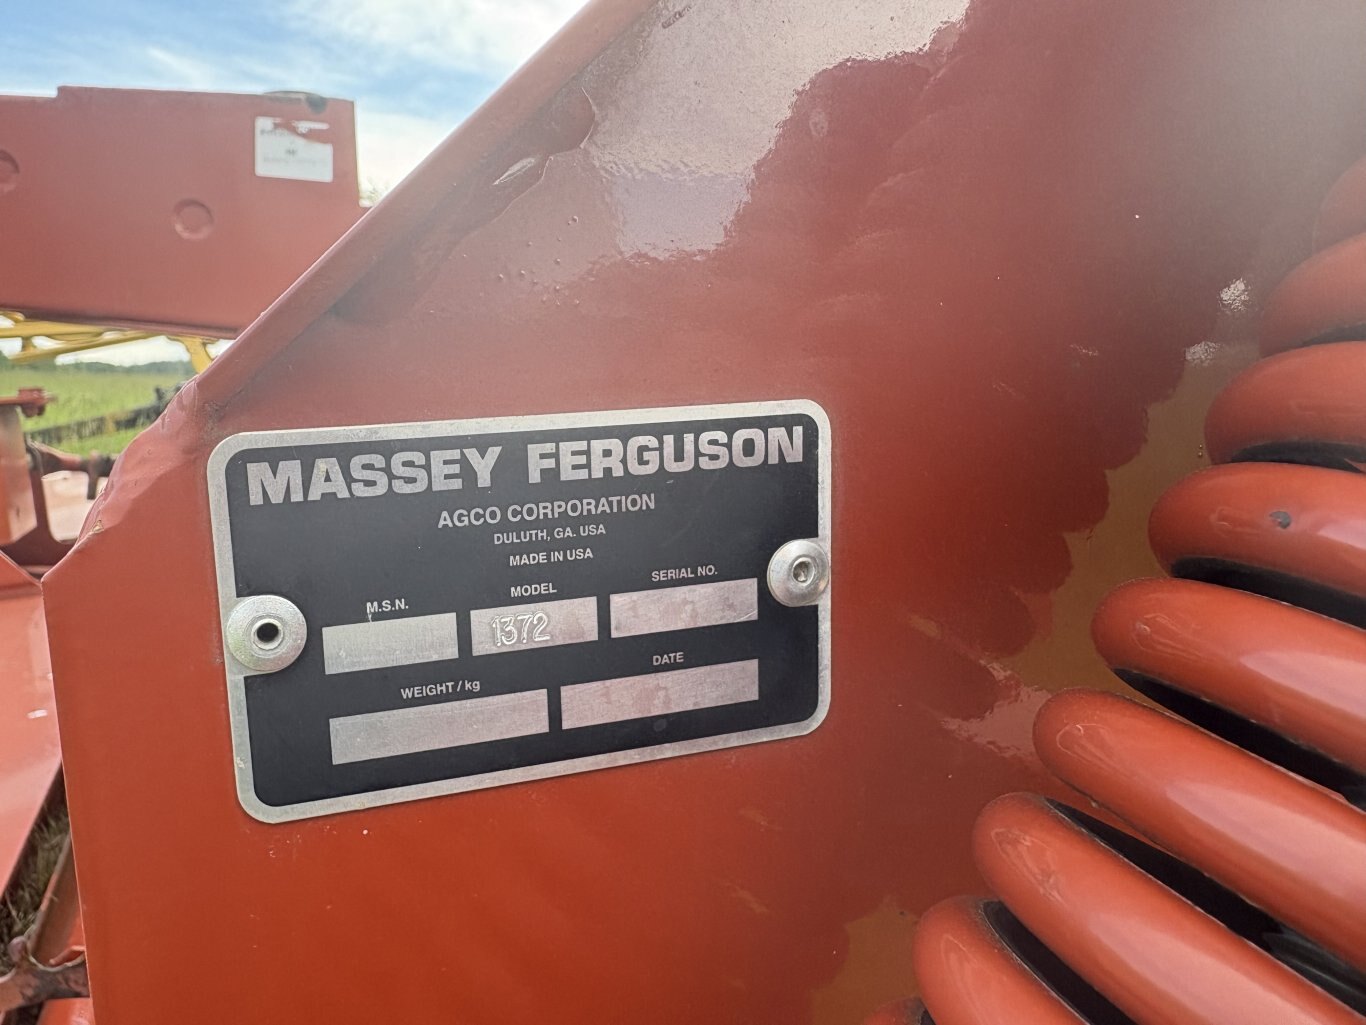 MASSEY FERGUSON
AGCO CORPORATION
DULUTH, GA. USA
MADE IN USA
M.S.N. MODEL SERIAL NO.
1372
WEIGHT / kg DATE